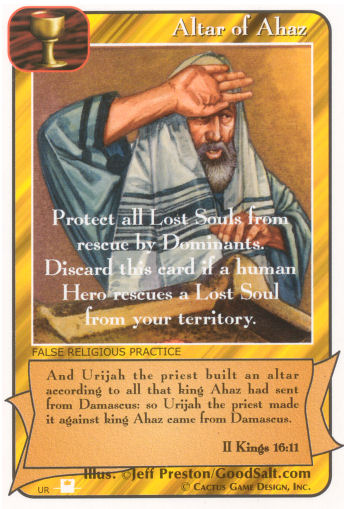 Altar of Ahaz
Protect all Lost Souls from
rescue by Dominants.
Discard this card if a human
Hero rescues a Lost Soul
from your territory.
FALSE RELIGIOUS PRACTICE
And Urijah the priest built an altar
according to all that king Ahaz had sent
from Damascus: so Urijah the priest made
it against king Ahaz came from Damascus.
II Kings 16:11
Illus. ©Jeff Preston/GoodSalt.com
UR
© Cactus Game Design, Inc.